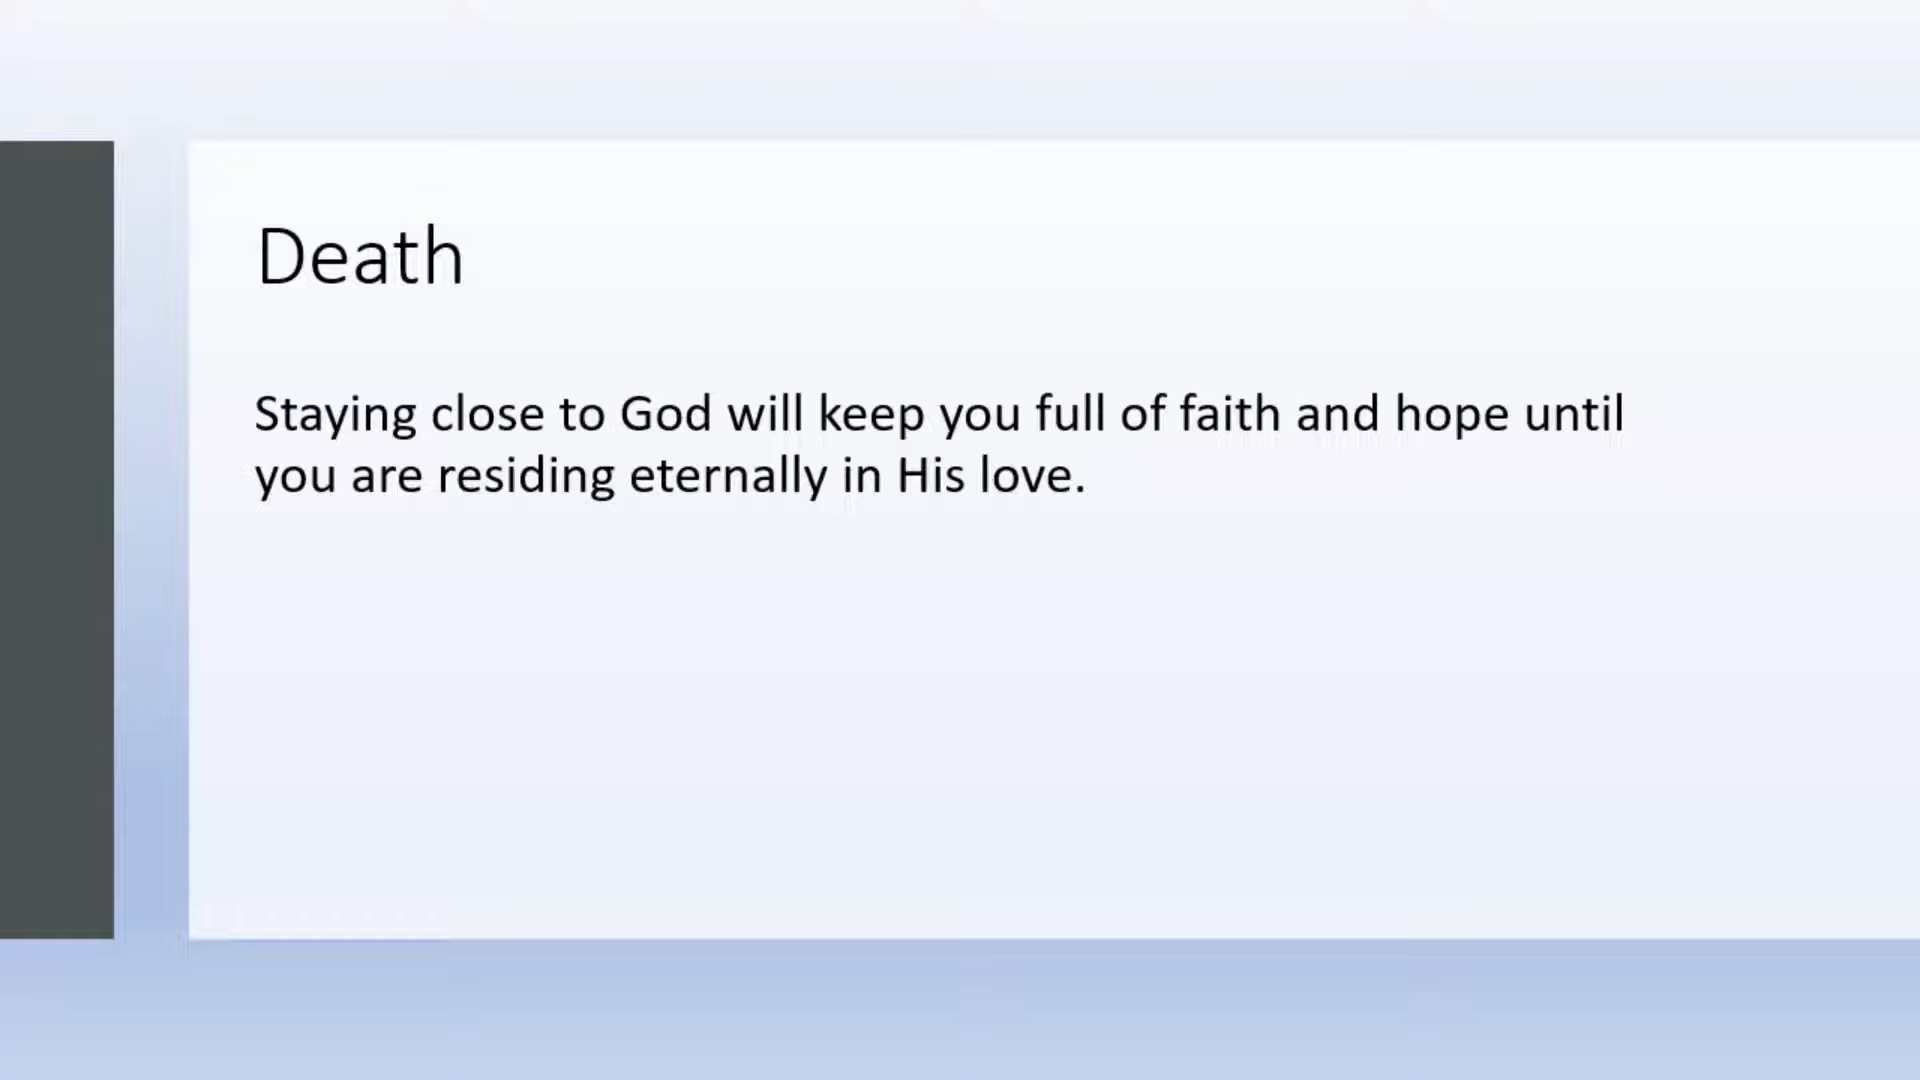 Death
Staying close to God will keep you full of faith and hope until
you are residing eternally in His love.